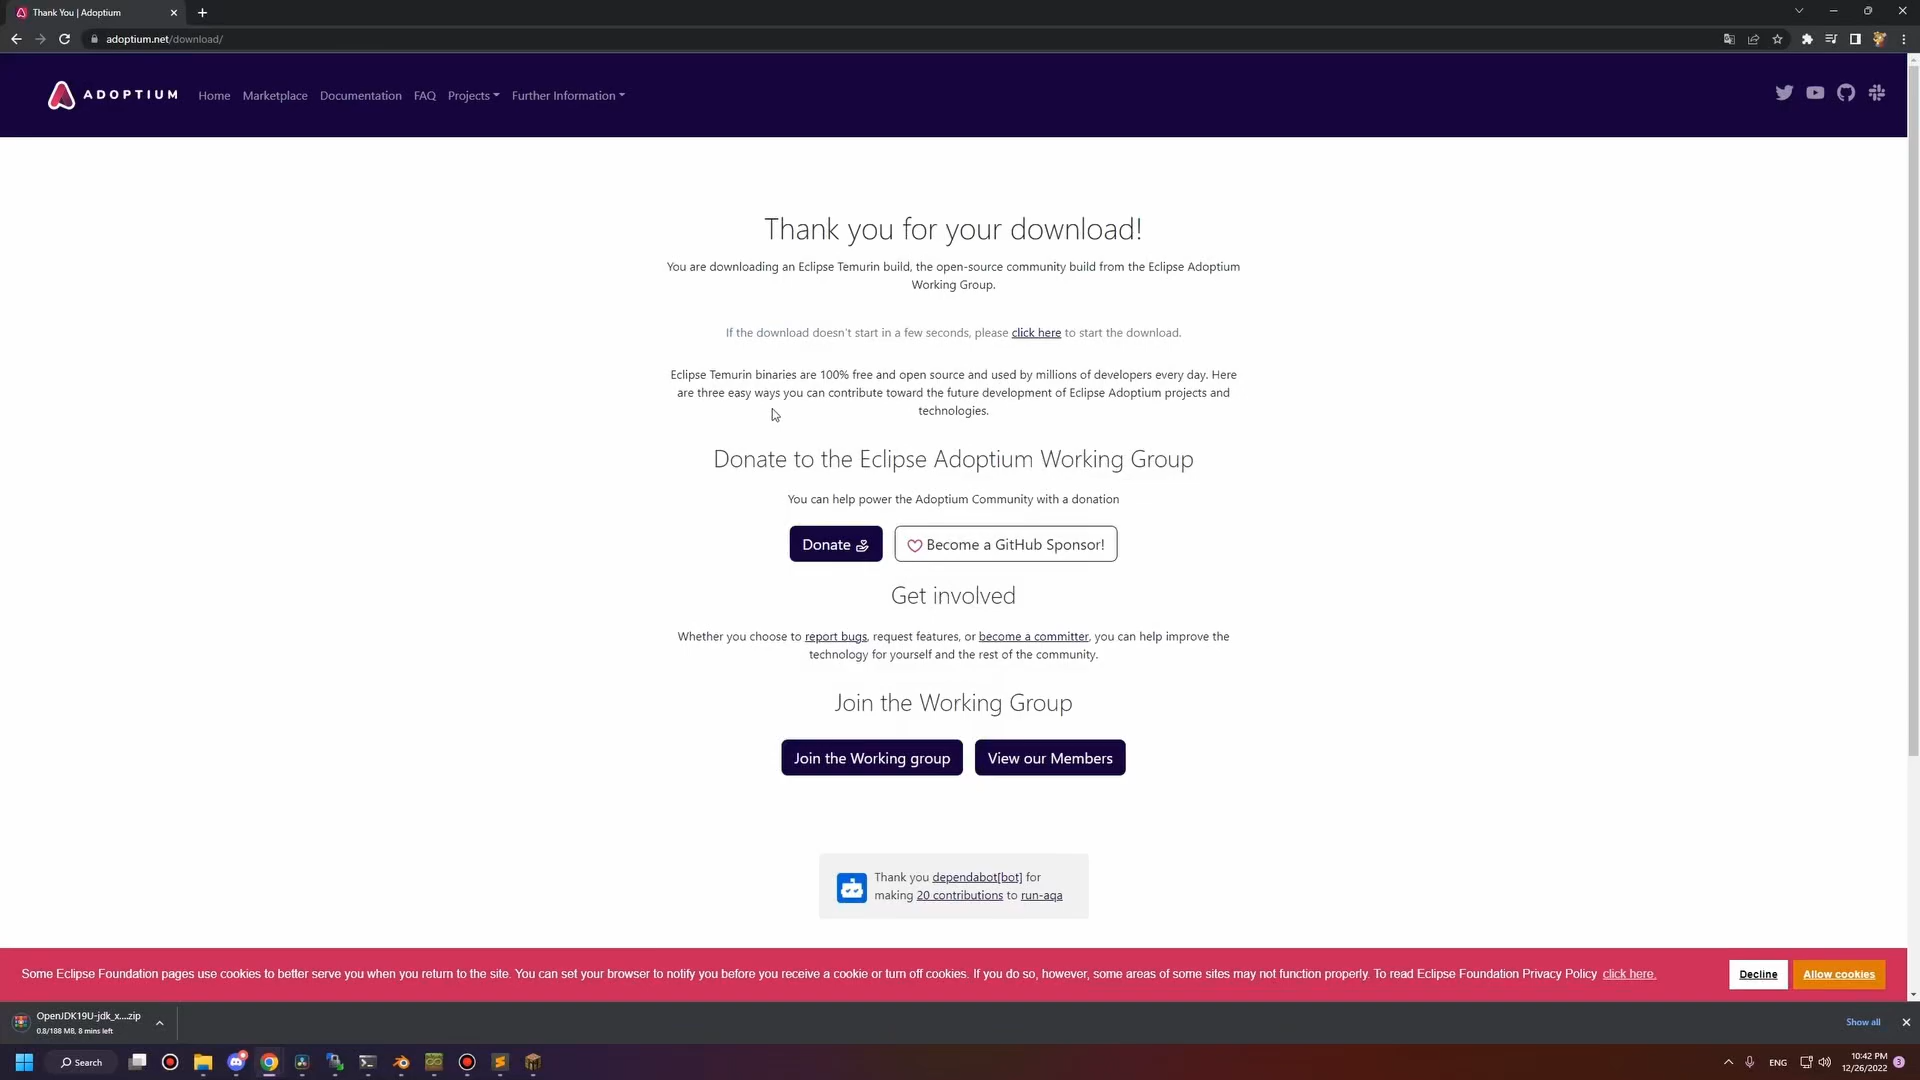 Thank You | Adoptium
adoptium.net/download/
ADOPTIUM
Home Marketplace Documentation FAQ Projects Further Information
Thank you for your download!
You are downloading an Eclipse Temurin build, the open-source community build from the Eclipse Adoptium
Working Group.
If the download doesn't start in a few seconds, please click here to start the download.
Eclipse Temurin binaries are 100% free and open source and used by millions of developers every day. Here
are three easy ways you can contribute toward the future development of Eclipse Adoptium projects and
technologies.
Donate to the Eclipse Adoptium Working Group
You can help power the Adoptium Community with a donation
Donate Become a GitHub Sponsor!
Get involved
Whether you choose to report bugs, request features, or become a committer, you can help improve the
technology for yourself and the rest of the community.
Join the Working Group
Join the Working group View our Members
Thank you dependabot[bot] for
making 20 contributions to run-aqa
Some Eclipse Foundation pages use cookies to better serve you when you return to the site. You can set your browser to notify you before you receive a cookie or turn off cookies. If you do so, however, some areas of some sites may not function properly. To read Eclipse Foundation Privacy Policy click here.
Decline Allow cookies
OpenJDK19U-jdk_x....zip
0.8/188 MB, 8 mins left
Show all
Search
ENG
10:42 PM
12/26/2022
3